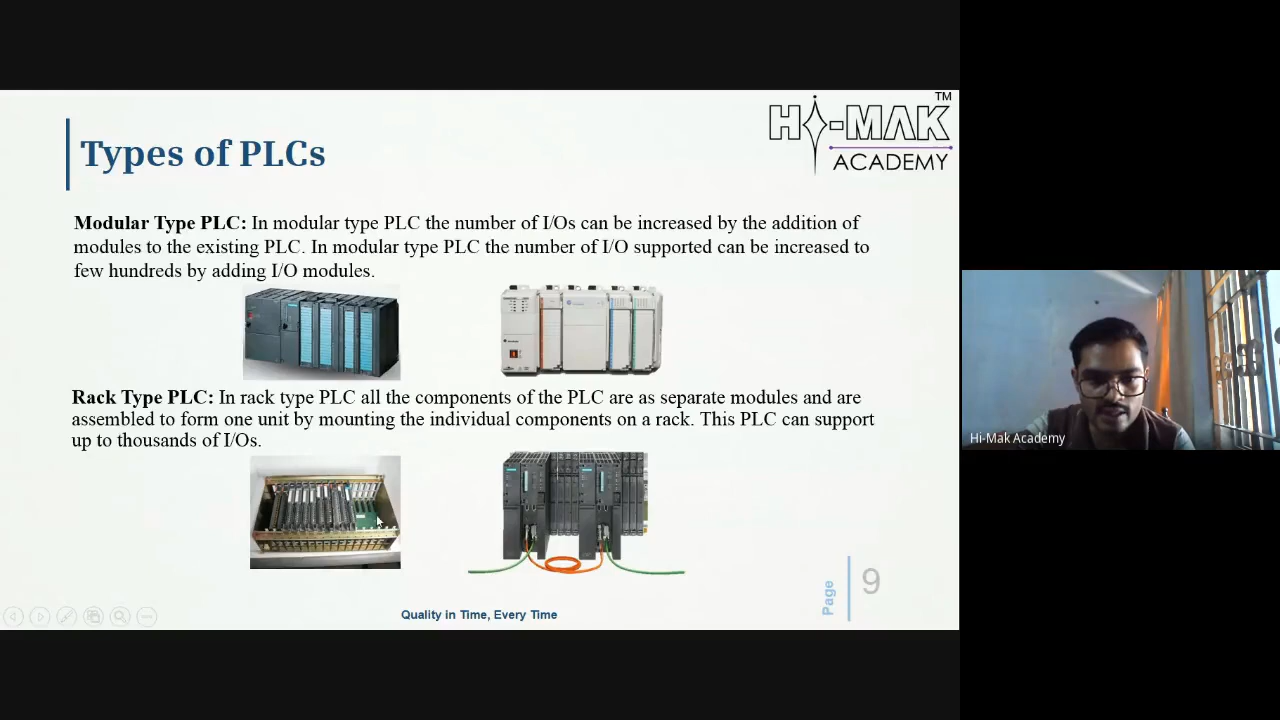 HI-MAK
TM
ACADEMY
Types of PLCs
Modular Type PLC: In modular type PLC the number of I/Os can be increased by the addition of
modules to the existing PLC. In modular type PLC the number of I/O supported can be increased to
few hundreds by adding I/O modules.
Rack Type PLC: In rack type PLC all the components of the PLC are as separate modules and are
assembled to form one unit by mounting the individual components on a rack. This PLC can support
up to thousands of I/Os.
Hi-Mak Academy
Page
9
Quality in Time, Every Time